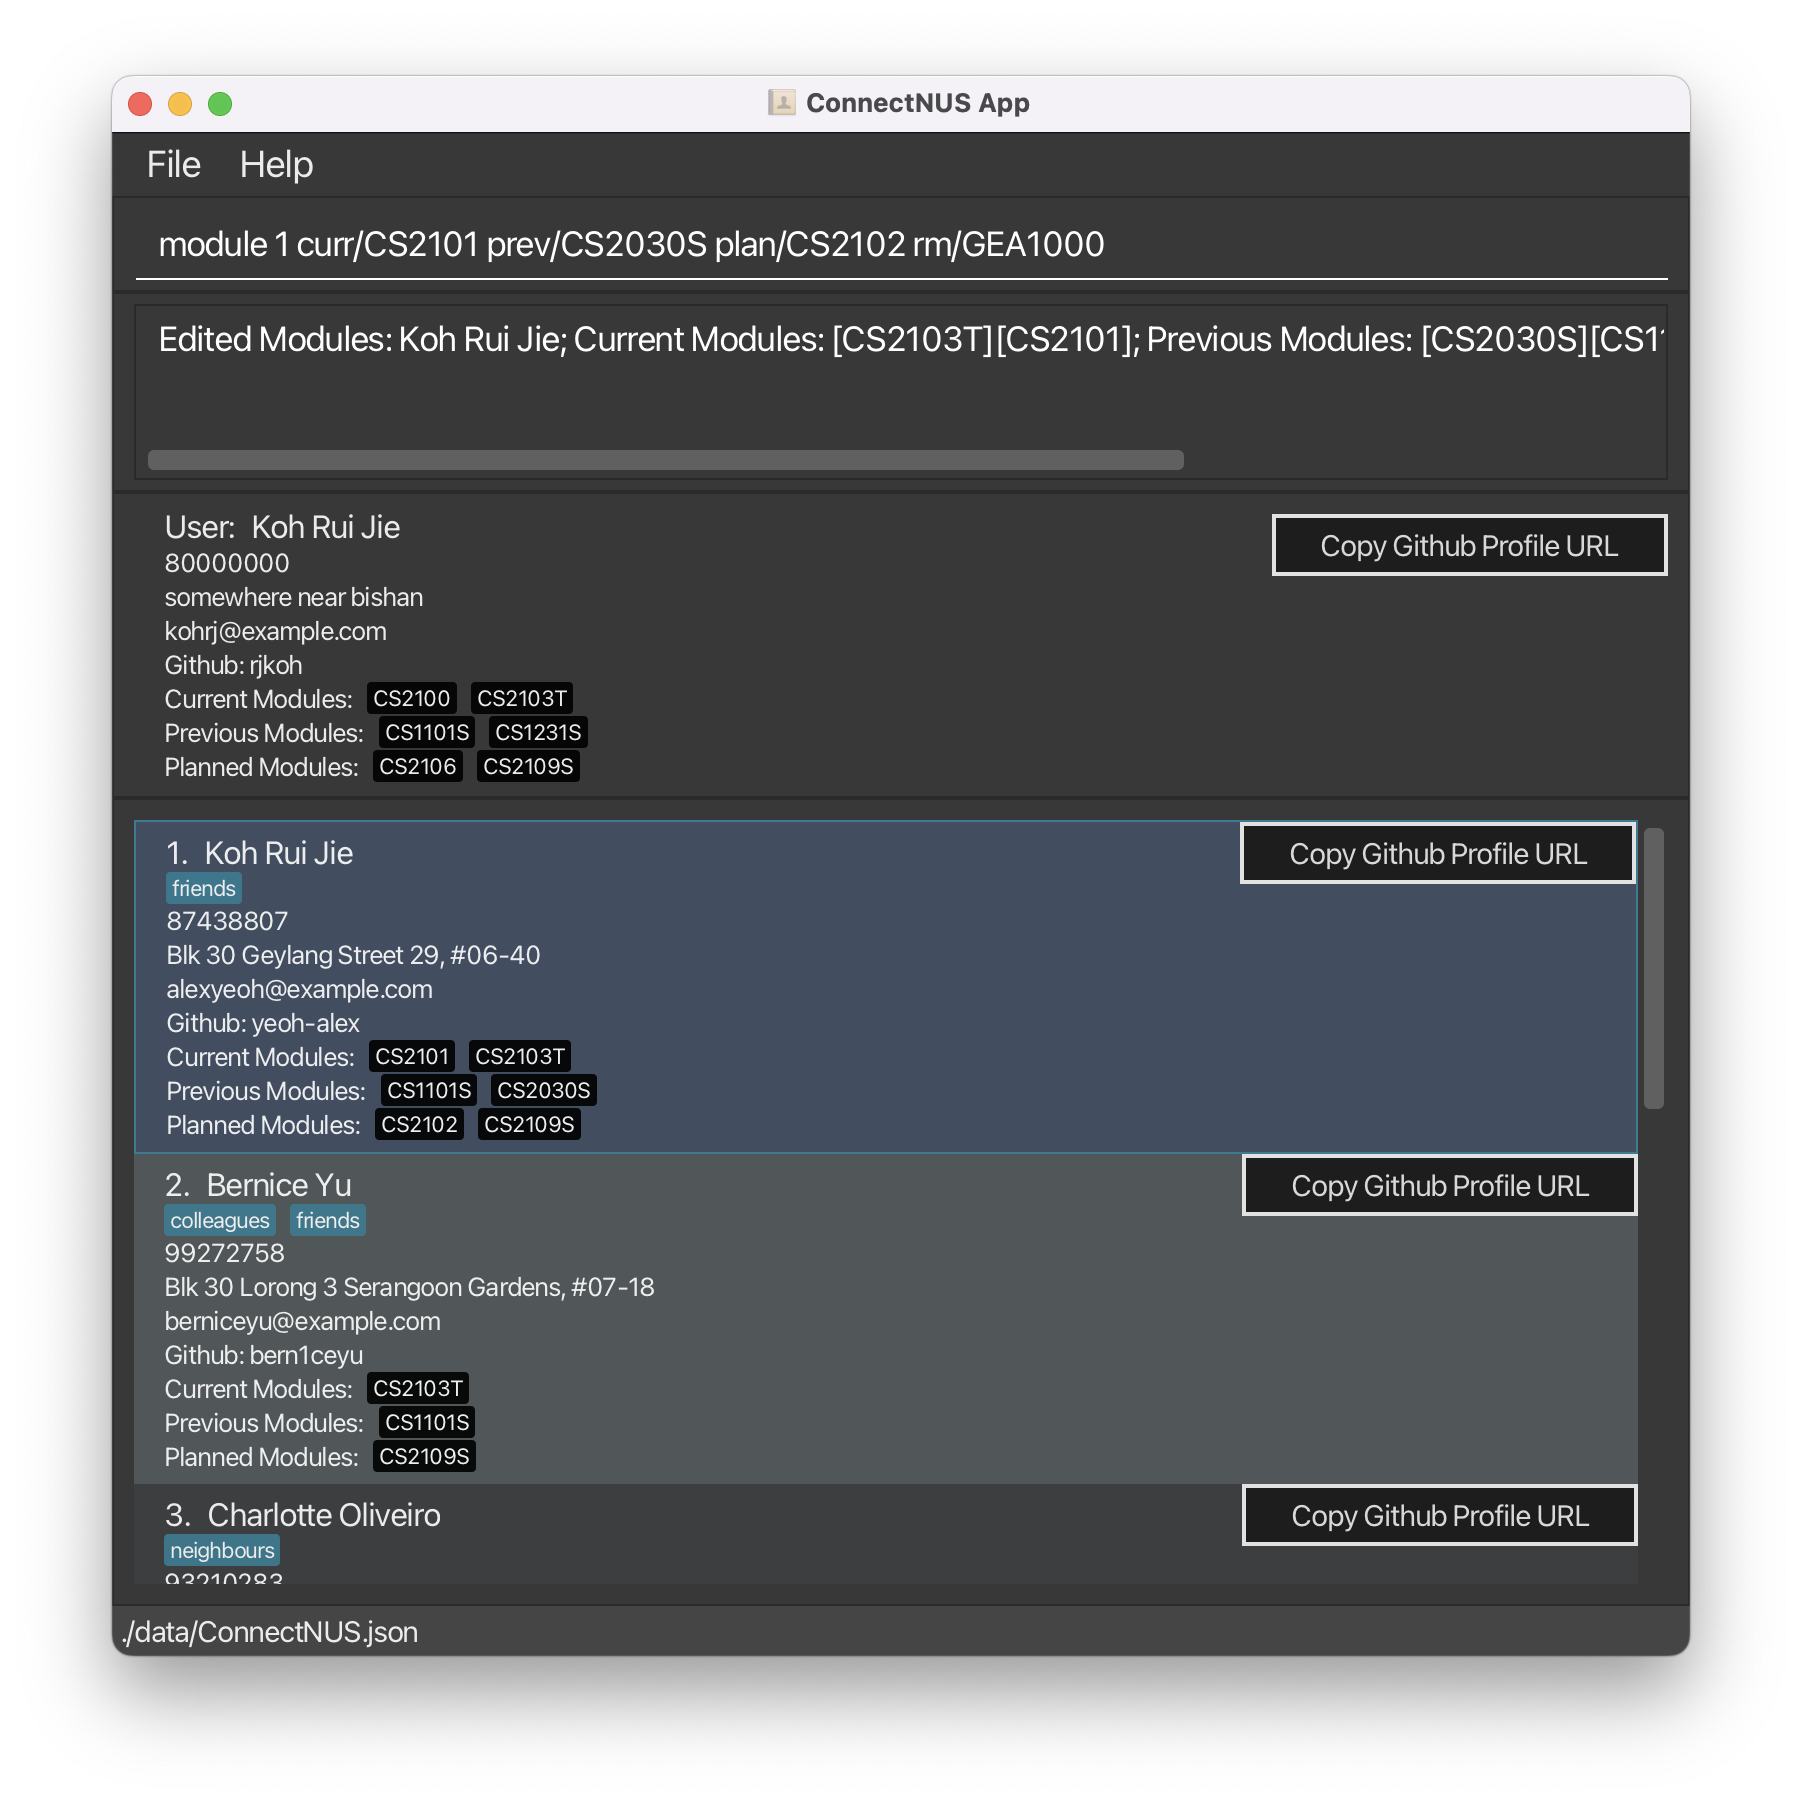 ConnectNUS App
File Help
module 1 curr/CS2101 prev/CS2030S plan/CS2102 rm/GEA1000
Edited Modules: Koh Rui Jie; Current Modules: [CS2103T][CS2101]; Previous Modules: [CS2030S]
User: Koh Rui Jie
Copy Github Profile URL
80000000
somewhere near bishan
kohrj@example.com
Github: rjkoh
Current Modules: CS2100 CS2103T
Previous Modules: CS1101S CS1231S
Planned Modules: CS2106 CS2109S
1. Koh Rui Jie
Copy Github Profile URL
friends
87438807
Blk 30 Geylang Street 29, #06-40
alexyeoh@example.com
Github: yeoh-alex
Current Modules: CS2101 CS2103T
Previous Modules: CS1101S CS2030S
Planned Modules: CS2102 CS2109S
2. Bernice Yu
Copy Github Profile URL
colleagues friends
99272758
Blk 30 Lorong 3 Serangoon Gardens, #07-18
berniceyu@example.com
Github: bern1ceyu
Current Modules: CS2103T
Previous Modules: CS1101S
Planned Modules: CS2109S
3. Charlotte Oliveiro
Copy Github Profile URL
neighbours
93210283
./data/ConnectNUS.json